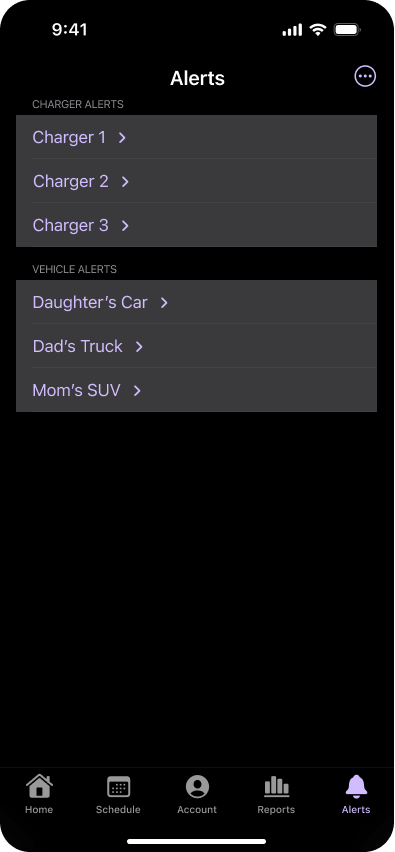 9:41
Alerts
CHARGER ALERTS
Charger 1
Charger 2
Charger 3
VEHICLE ALERTS
Daughter’s Car
Dad’s Truck
Mom’s SUV
Home Schedule Account Reports Alerts